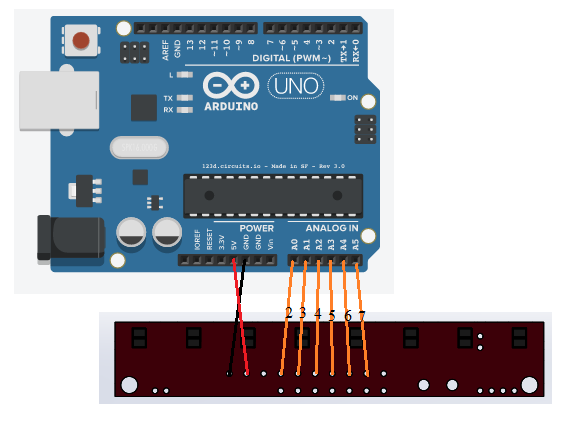 AREF
GND
13
12
~11
~10
~9
8
7
~6
~5
4
~3
2
TX→1
RX←0
DIGITAL (PWM~)
L
TX
RX
ARDUINO
UNO
ON
123d.circuits.io - Made in SF - Rev 3.0
POWER
ANALOG IN
IOREF
RESET
3.3V
5V
GND
GND
Vin
A0
A1
A2
A3
A4
A5
2 3 4 5 6 7